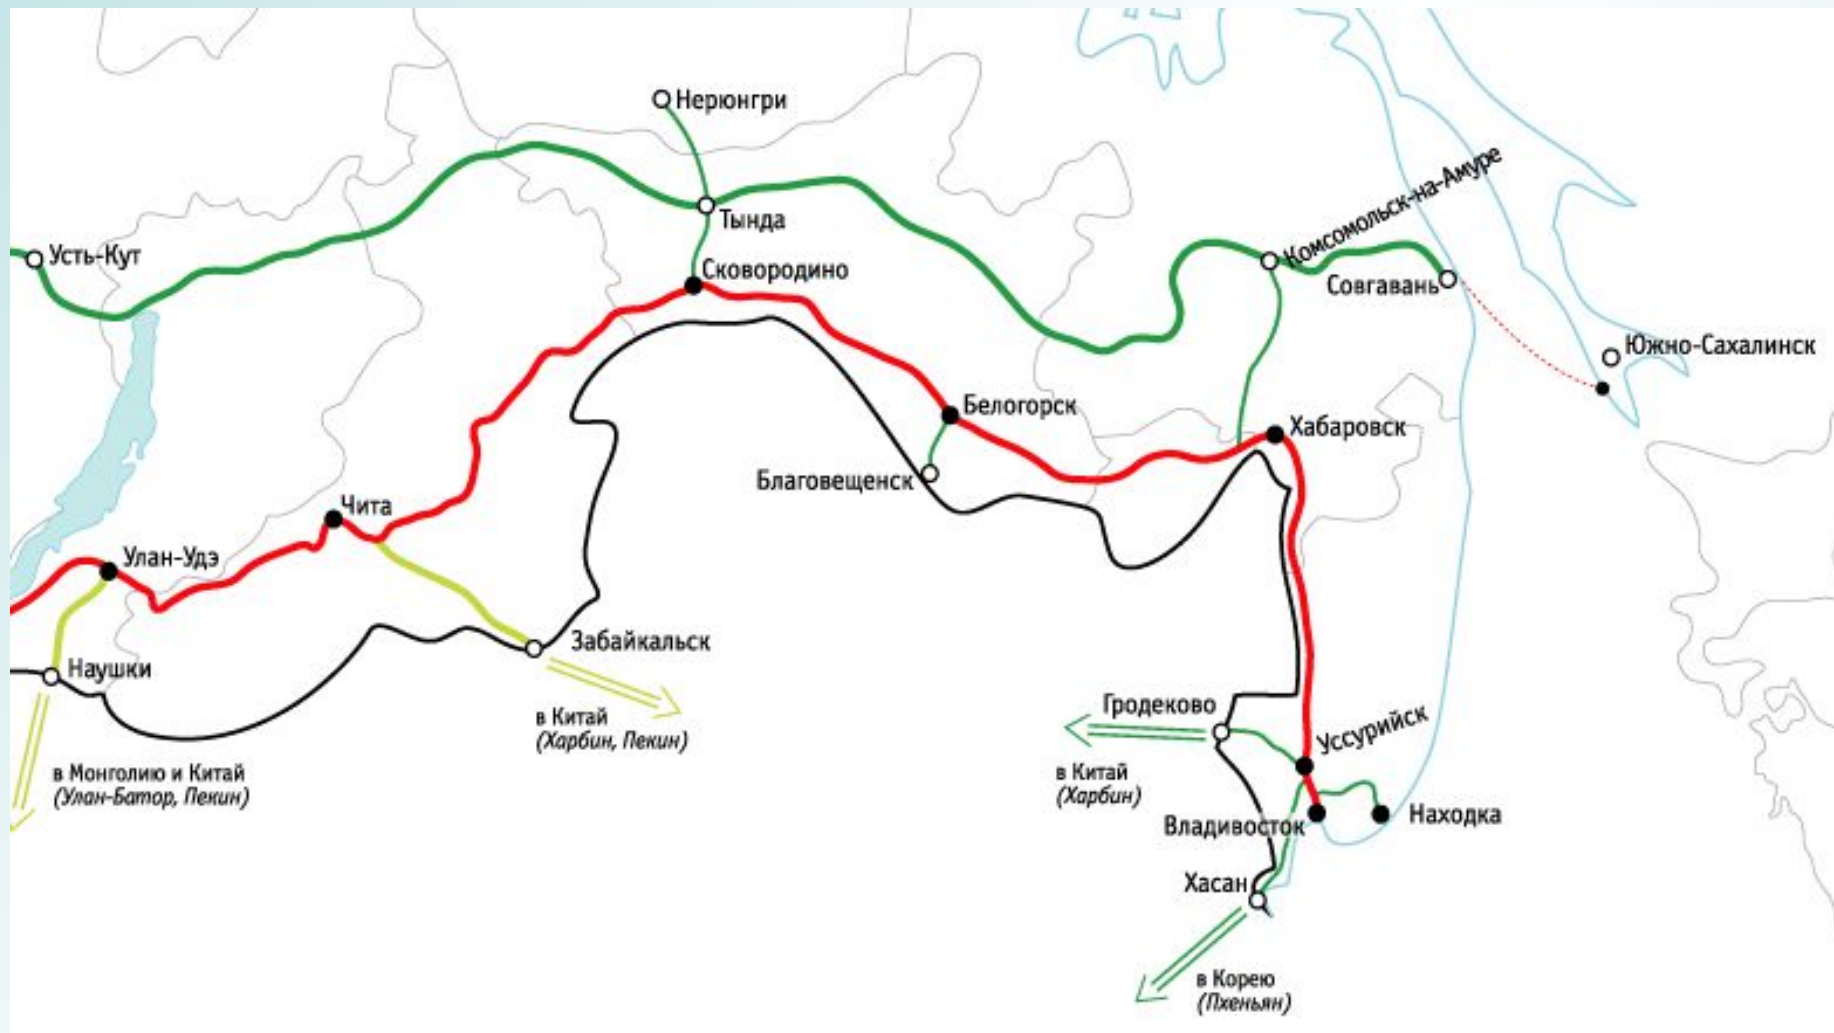 Нерюнгри
Тында
Комсомольск-на-Амуре
Усть-Кут
Сковородино
Совгавань
Южно-Сахалинск
Белогорск
Хабаровск
Благовещенск
Чита
Улан-Удэ
Забайкальск
Наушки
в Китай
(Харбин, Пекин)
в Монголию и Китай
(Улан-Батор, Пекин)
Гродеково
Уссурийск
в Китай
(Харбин)
Владивосток
Находка
Хасан
в Корею
(Пхеньян)